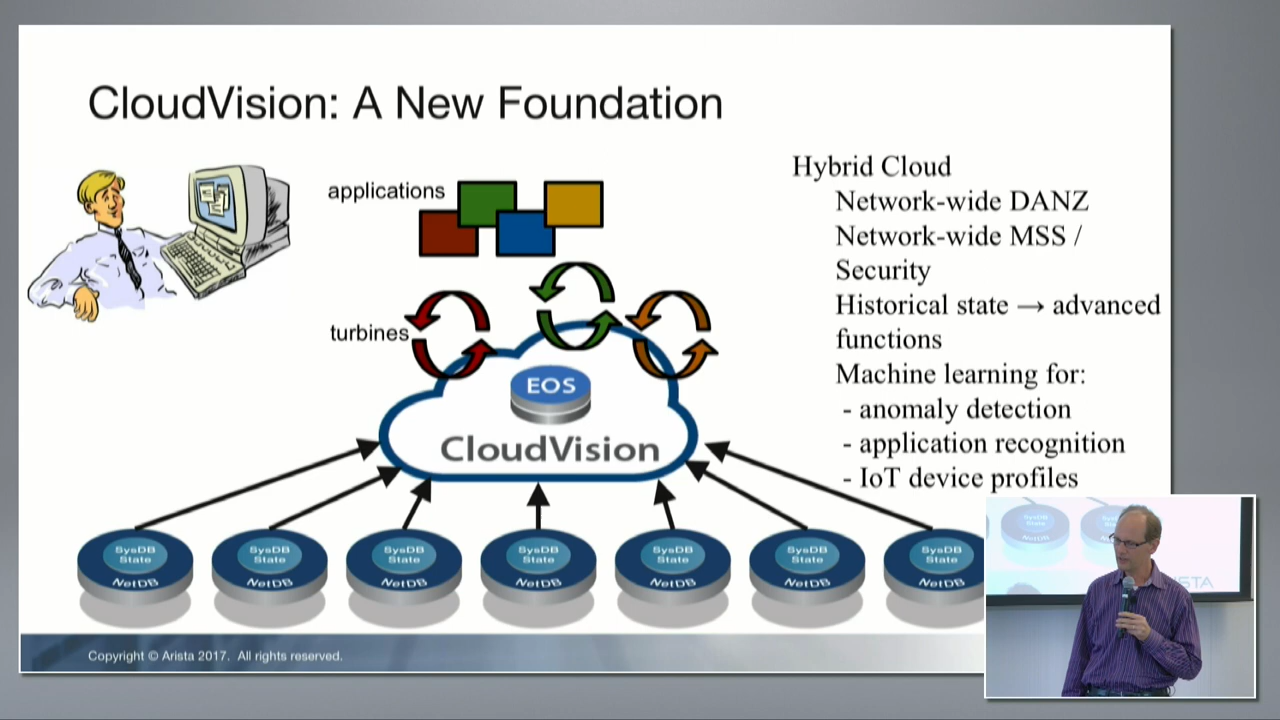 CloudVision: A New Foundation
applications
turbines
EOS
CloudVision
Hybrid Cloud
Network-wide DANZ
Network-wide MSS /
Security
Historical state → advanced
functions
Machine learning for:
- anomaly detection
- application recognition
- IoT device profiles
SysDB
State
NetDB
SysDB
State
NetDB
SysDB
State
NetDB
SysDB
State
NetDB
SysDB
State
NetDB
SysDB
State
NetDB
SysDB
State
NetDB
SysDB
State
NetDB
Copyright © Arista 2017. All rights reserved.